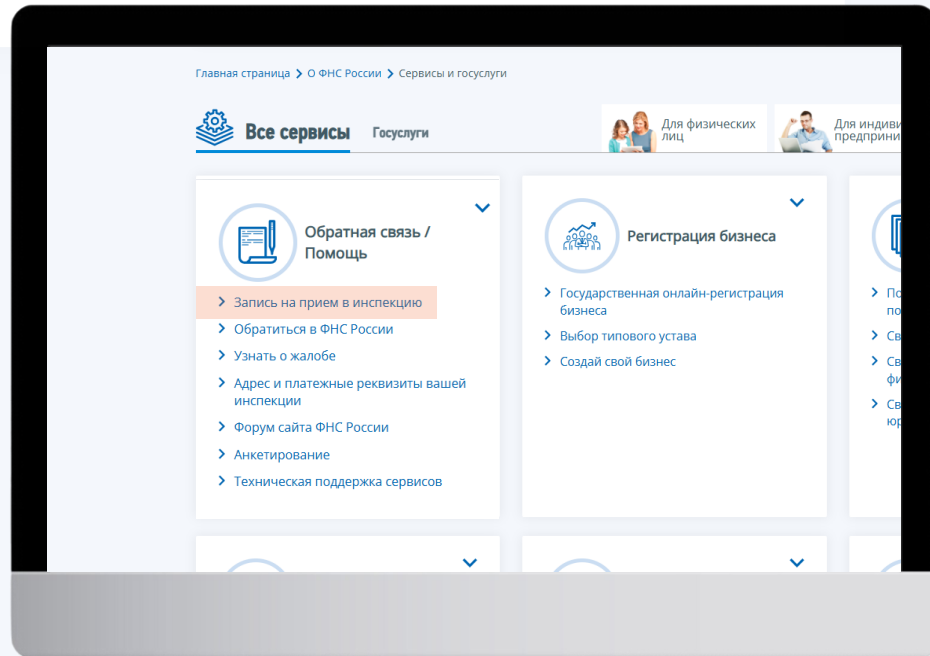 Главная страница > О ФНС России > Сервисы и госуслуги
Все сервисы
Госуслуги
Для физических
лиц
Для
Обратная связь /
Помощь
Запись на прием в инспекцию
Обратиться в ФНС России
Узнать о жалобе
Адрес и платежные реквизиты вашей
инспекции
Форум сайта ФНС России
Анкетирование
Техническая поддержка сервисов
Регистрация бизнеса
Государственная онлайн-регистрация
бизнеса
Выбор типового устава
Создай свой бизнес